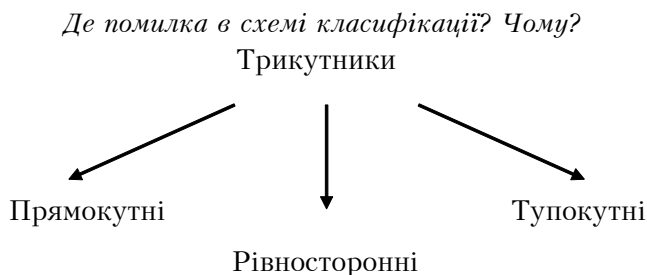 Де помилка в схемі класифікації? Чому?
Трикутники
Прямокутні
Тупокутні
Рівносторонні